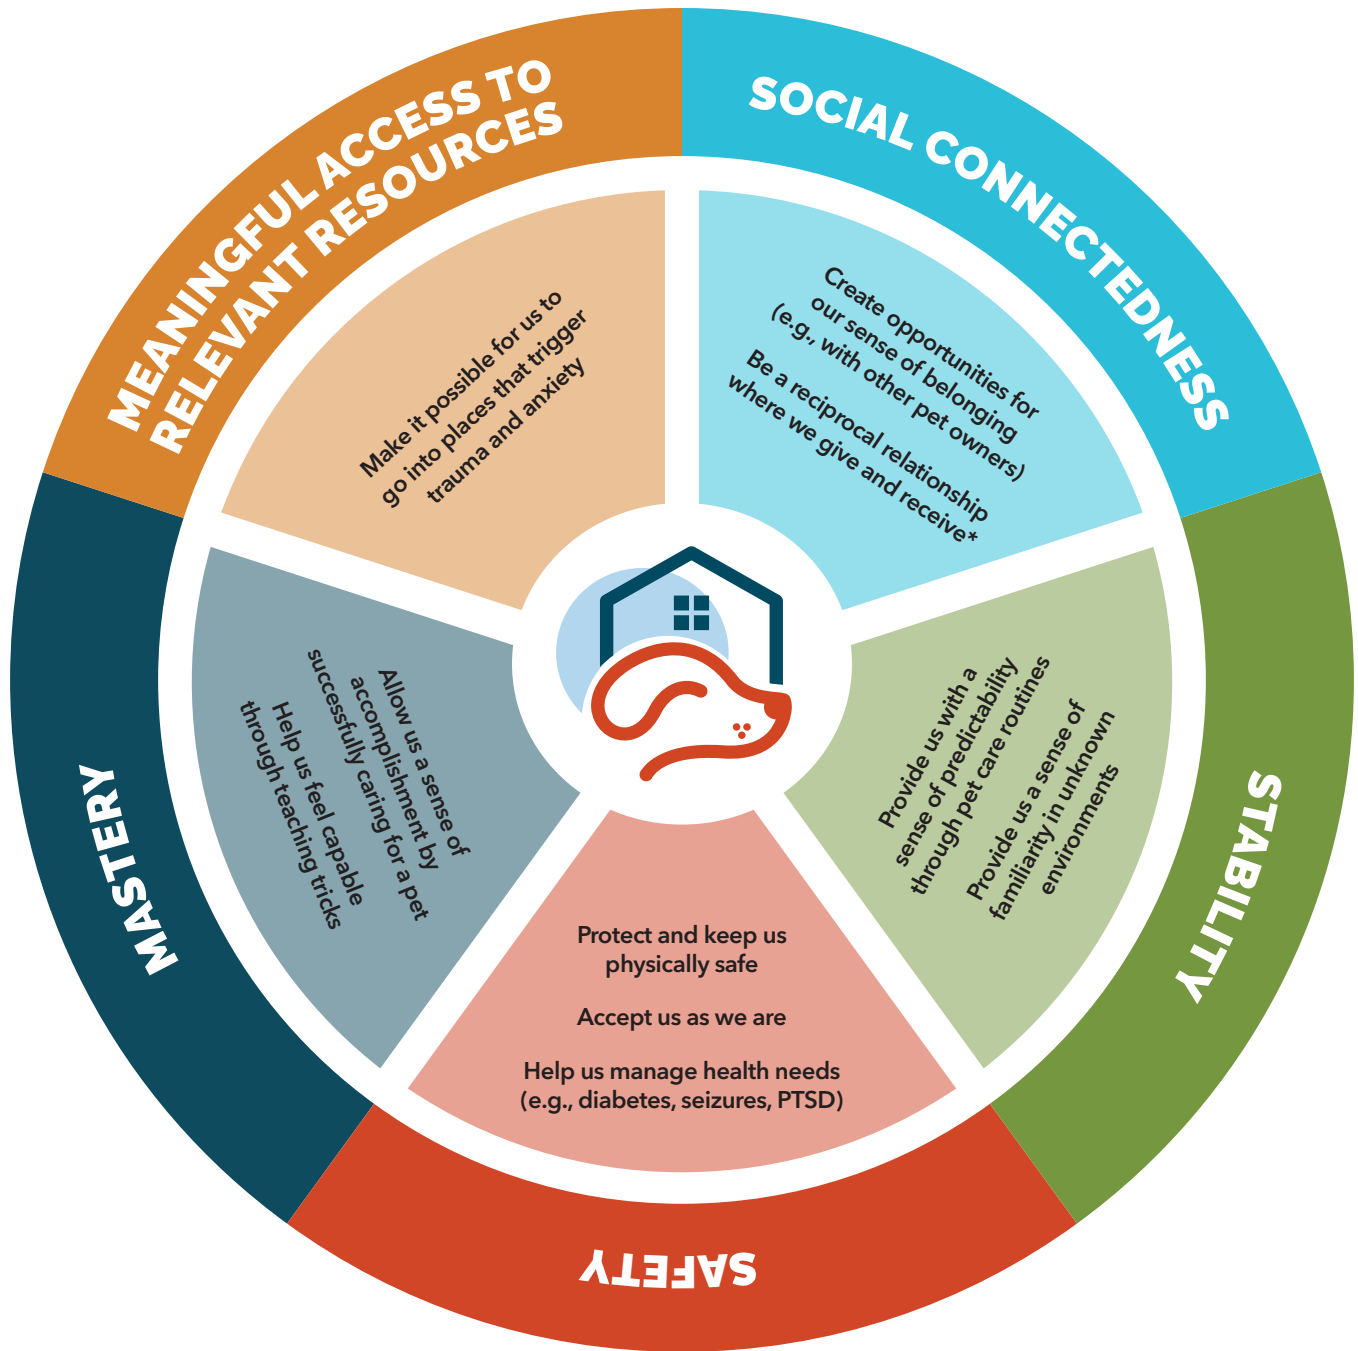 MEANINGFUL ACCESS TO
RELEVANT RESOURCES
Make it possible for us to
go into places that trigger
trauma and anxiety
SOCIAL CONNECTEDNESS
Create opportunities for
our sense of belonging
(e.g., with other pet owners)
Be a reciprocal relationship
where we give and receive*
STABILITY
Provide us with a
sense of predictability
through pet care routines
Provide us a sense of
familiarity in unknown
environments
SAFETY
Protect and keep us
physically safe
Accept us as we are
Help us manage health needs
(e.g., diabetes, seizures, PTSD)
MASTERY
Allow us a sense of
accomplishment by
successfully caring for a pet
Help us feel capable
through teaching tricks